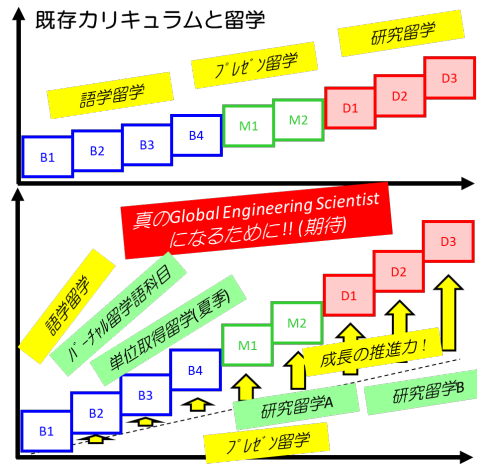 既存カリキュラムと留学
語学留学
プレゼン留学
研究留学
B1
B2
B3
B4
M1
M2
D1
D2
D3
真のGlobal Engineering Scientist
になるために!! (期待)
語学留学
バーチャル留学語科目
単位取得留学(夏季)
B1
B2
B3
B4
M1
M2
D1
D2
D3
成長の推進力！
研究留学A
研究留学B
プレゼン留学